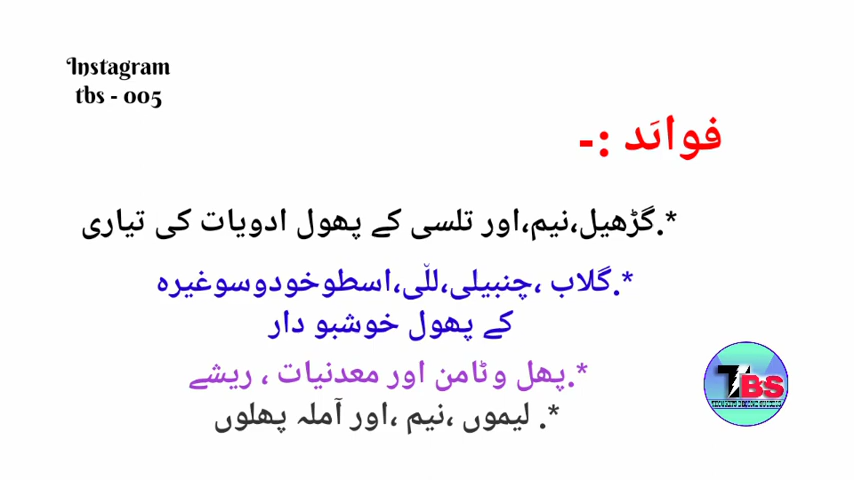 Instagram
tbs - 005
فوائد :-
*.گڑھیل،نیم،اور تلسی کے پھول ادویات کی تیاری
*.گلاب ،چنبیلی،للّی،اسطوخودوسوغیرہ
کے پھول خوشبو دار
*.پھل وٹامن اور معدنیات ، ریشے
*. لیموں ،نیم ،اور آملہ پھلوں
TBS